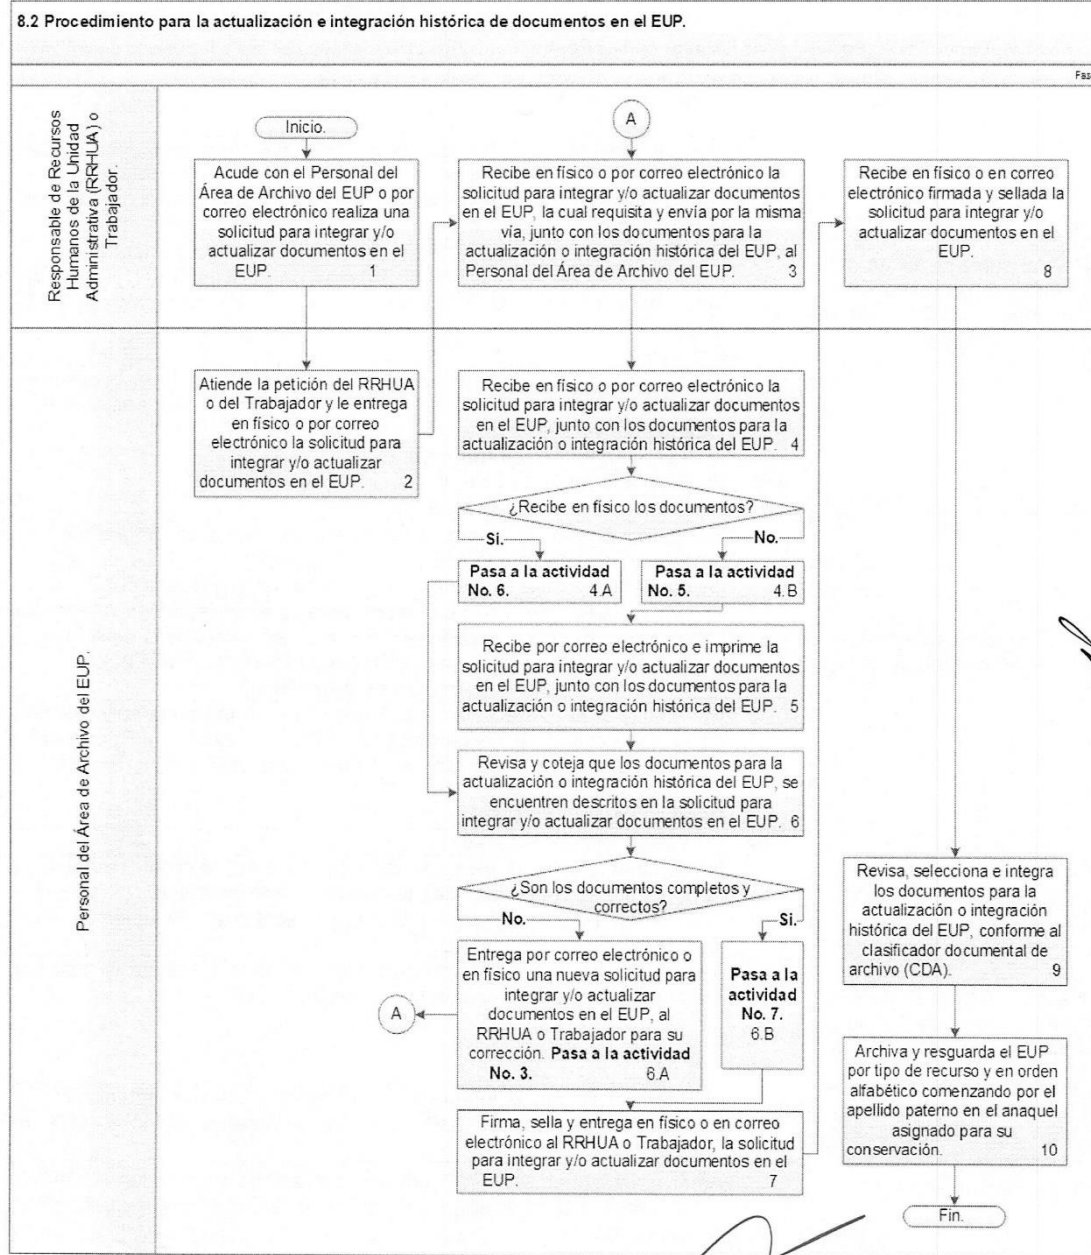 8.2 Procedimiento para la actualización e integración histórica de documentos en el EUP.
Fas
Responsable de Recursos
Humanos de la Unidad
Administrativa (RRHUA) o
Trabajador.
Inicio.
Acude con el Personal del
Área de Archivo del EUP o por
correo electrónico realiza una
solicitud para integrar y/o
actualizar documentos en el
EUP. 1
A
Recibe en físico o por correo electrónico la
solicitud para integrar y/o actualizar documentos
en el EUP, la cual requisita y envía por la misma
vía, junto con los documentos para la
actualización o integración histórica del EUP, al
Personal del Área de Archivo del EUP. 3
Recibe en físico o en correo
electrónico firmada y sellada la
solicitud para integrar y/o
actualizar documentos en el
EUP.
8
Personal del Área de Archivo del EUP.
Atiende la petición del RRHUA
o del Trabajador y le entrega
en físico o por correo
electrónico la solicitud para
integrar y/o actualizar
documentos en el EUP. 2
Recibe en físico o por correo electrónico la
solicitud para integrar y/o actualizar documentos
en el EUP, junto con los documentos para la
actualización o integración histórica del EUP. 4
¿Recibe en físico los documentos?
Si.
No.
Pasa a la actividad
No. 6. 4.A
Pasa a la actividad
No. 5. 4.B
Recibe por correo electrónico e imprime la
solicitud para integrar y/o actualizar documentos
en el EUP, junto con los documentos para la
actualización o integración histórica del EUP. 5
Revisa y coteja que los documentos para la
actualización o integración histórica del EUP, se
encuentren descritos en la solicitud para
integrar y/o actualizar documentos en el EUP. 6
¿Son los documentos completos y
correctos?
No.
Si.
Entrega por correo electrónico o
en físico una nueva solicitud para
integrar y/o actualizar
documentos en el EUP, al
RRHUA o Trabajador para su
corrección. Pasa a la actividad
No. 3. 6.A
A
Pasa a la
actividad
No. 7.
6.B
Firma, sella y entrega en físico o en correo
electrónico al RRHUA o Trabajador, la solicitud
para integrar y/o actualizar documentos en el
EUP. 7
Revisa, selecciona e integra
los documentos para la
actualización o integración
histórica del EUP, conforme al
clasificador documental de
archivo (CDA). 9
Archiva y resguarda el EUP
por tipo de recurso y en orden
alfabético comenzando por el
apellido paterno en el anaquel
asignado para su
conservación. 10
Fin.